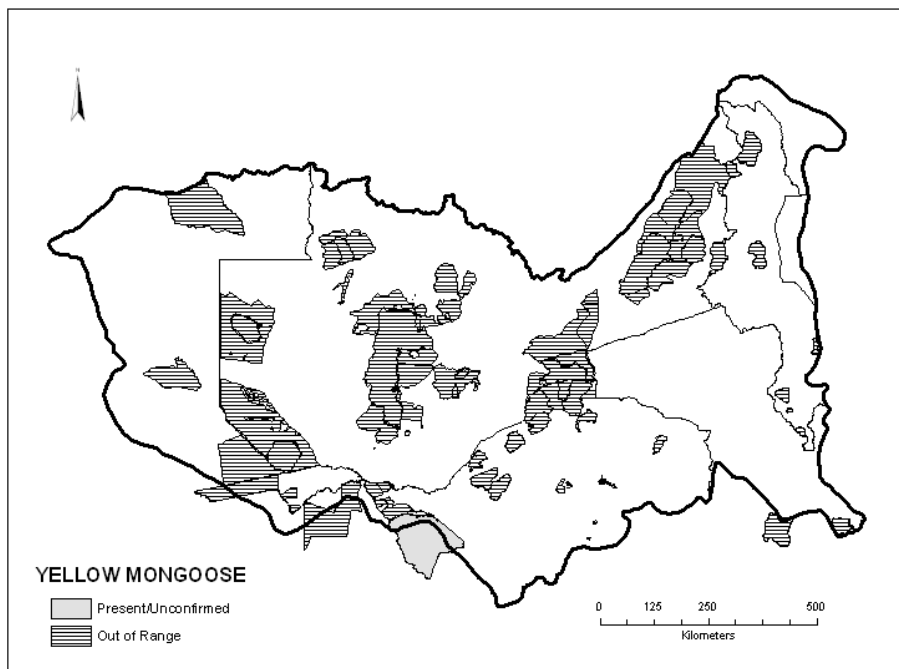 N
YELLOW MONGOOSE
Present/Unconfirmed
Out of Range
0 125 250 500
Kilometers